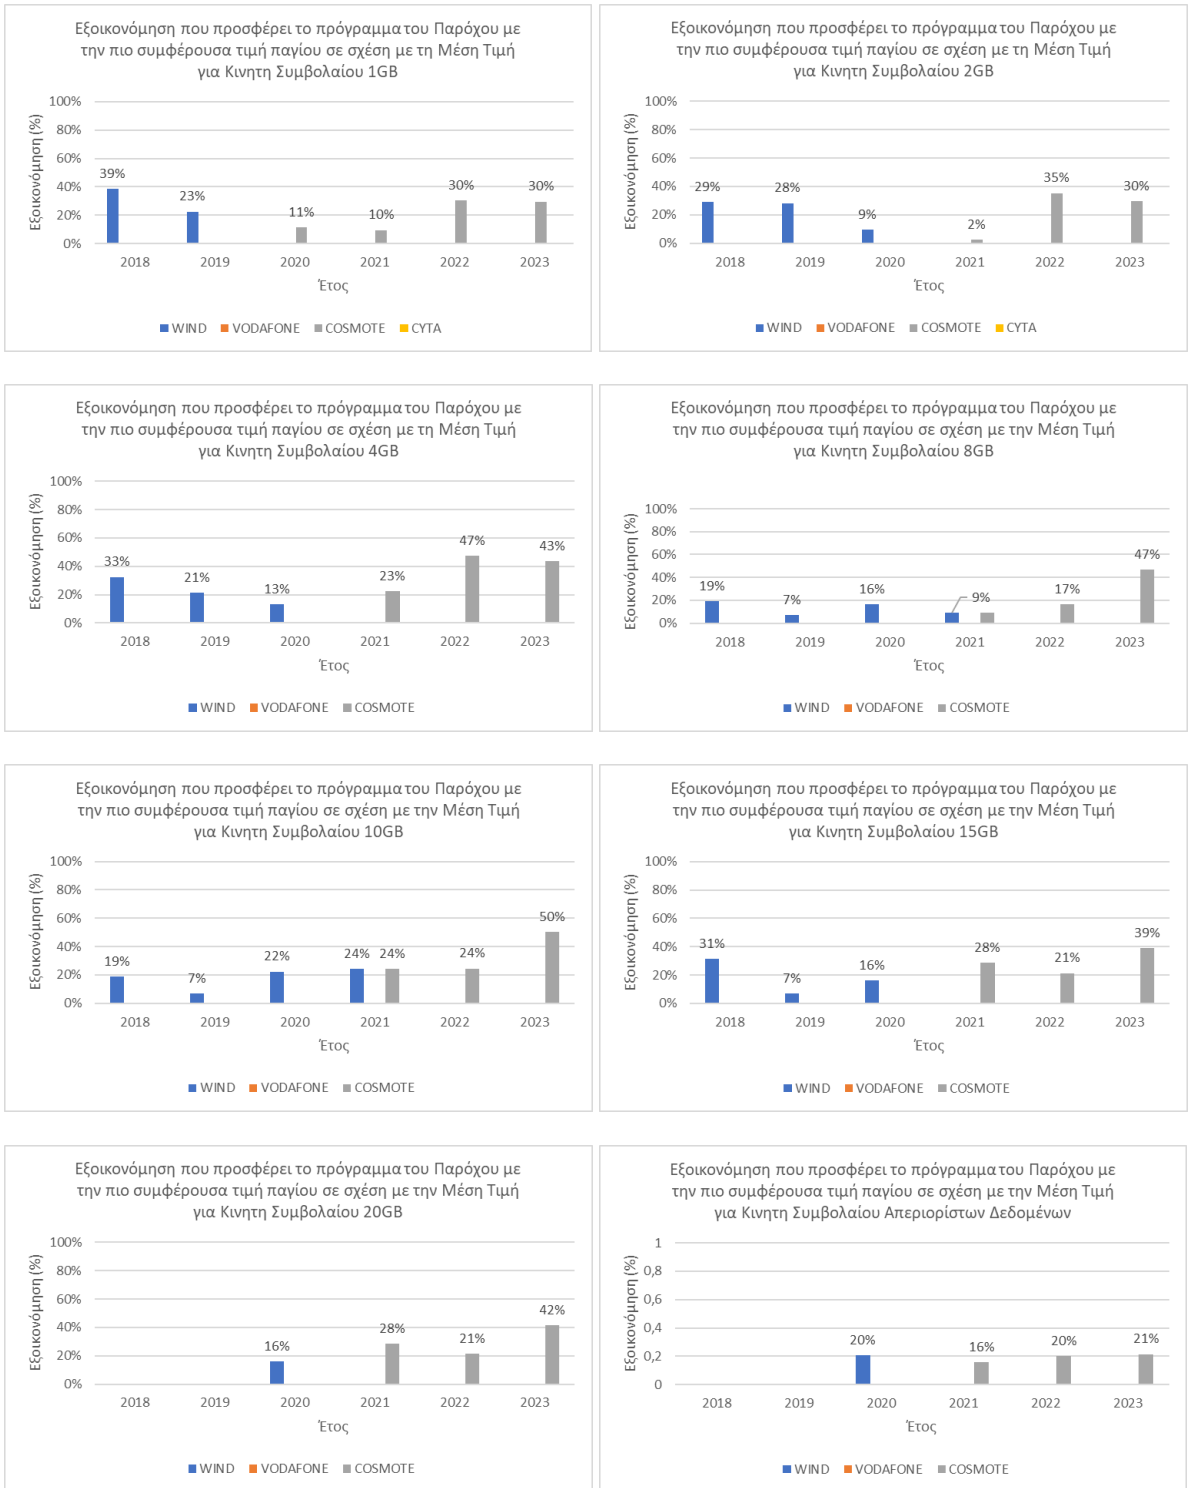 Εξοικονόμηση που προσφέρει το πρόγραμμα του Παρόχου με
την πιο συμφέρουσα τιμή παγίου σε σχέση με τη Μέση Τιμή
για Κινητη Συμβολαίου 1GB
Εξοικονόμηση (%)
100%
80%
60%
40%
20%
0%
39%
23%
11%
10%
30%
30%
2018
2019
2020
2021
2022
2023
Έτος
WIND
VODAFONE
COSMOTE
CYTA
Εξοικονόμηση που προσφέρει το πρόγραμμα του Παρόχου με
την πιο συμφέρουσα τιμή παγίου σε σχέση με τη Μέση Τιμή
για Κινητη Συμβολαίου 2GB
Εξοικονόμηση (%)
100%
80%
60%
40%
20%
0%
29%
28%
9%
2%
35%
30%
2018
2019
2020
2021
2022
2023
Έτος
WIND
VODAFONE
COSMOTE
CYTA
Εξοικονόμηση που προσφέρει το πρόγραμμα του Παρόχου με
την πιο συμφέρουσα τιμή παγίου σε σχέση με τη Μέση Τιμή
για Κινητη Συμβολαίου 4GB
Εξοικονόμηση (%)
100%
80%
60%
40%
20%
0%
33%
21%
13%
23%
47%
43%
2018
2019
2020
2021
2022
2023
Έτος
WIND
VODAFONE
COSMOTE
Εξοικονόμηση που προσφέρει το πρόγραμμα του Παρόχου με
την πιο συμφέρουσα τιμή παγίου σε σχέση με την Μέση Τιμή
για Κινητη Συμβολαίου 8GB
Εξοικονόμηση (%)
100%
80%
60%
40%
20%
0%
19%
7%
16%
9%
17%
47%
2018
2019
2020
2021
2022
2023
Έτος
WIND
VODAFONE
COSMOTE
Εξοικονόμηση που προσφέρει το πρόγραμμα του Παρόχου με
την πιο συμφέρουσα τιμή παγίου σε σχέση με την Μέση Τιμή
για Κινητη Συμβολαίου 10GB
Εξοικονόμηση (%)
100%
80%
60%
40%
20%
0%
19%
7%
22%
24%
24%
24%
50%
2018
2019
2020
2021
2022
2023
Έτος
WIND
VODAFONE
COSMOTE
Εξοικονόμηση που προσφέρει το πρόγραμμα του Παρόχου με
την πιο συμφέρουσα τιμή παγίου σε σχέση με την Μέση Τιμή
για Κινητη Συμβολαίου 15GB
Εξοικονόμηση (%)
100%
80%
60%
40%
20%
0%
31%
7%
16%
28%
21%
39%
2018
2019
2020
2021
2022
2023
Έτος
WIND
VODAFONE
COSMOTE
Εξοικονόμηση που προσφέρει το πρόγραμμα του Παρόχου με
την πιο συμφέρουσα τιμή παγίου σε σχέση με την Μέση Τιμή
για Κινητη Συμβολαίου 20GB
Εξοικονόμηση (%)
100%
80%
60%
40%
20%
0%
16%
28%
21%
42%
2018
2019
2020
2021
2022
2023
Έτος
WIND
VODAFONE
COSMOTE
Εξοικονόμηση που προσφέρει το πρόγραμμα του Παρόχου με
την πιο συμφέρουσα τιμή παγίου σε σχέση με την Μέση Τιμή
για Κινητη Συμβολαίου Απεριορίστων Δεδομένων
Εξοικονόμηση (%)
1
0,8
0,6
0,4
0,2
0
20%
16%
20%
21%
2018
2019
2020
2021
2022
2023
Έτος
WIND
VODAFONE
COSMOTE